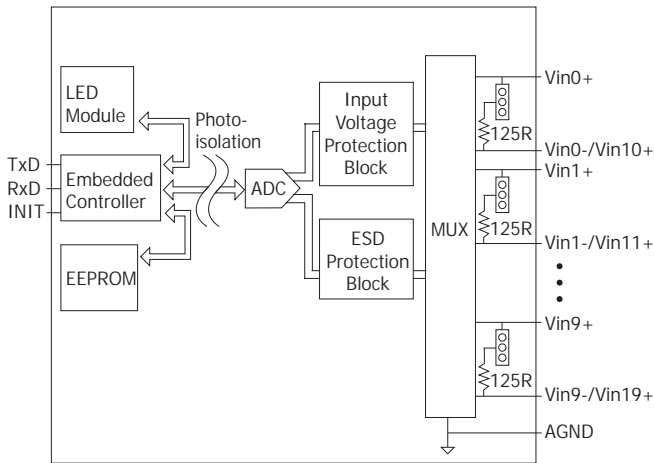 LED
Module
Photo-
isolation
TxD
RxD
INIT
Embedded
Controller
EEPROM
ADC
Input
Voltage
Protection
Block
ESD
Protection
Block
MUX
Vin0+
125R
Vin0-/Vin10+
Vin1+
125R
Vin1-/Vin11+
Vin9+
125R
Vin9-/Vin19+
AGND